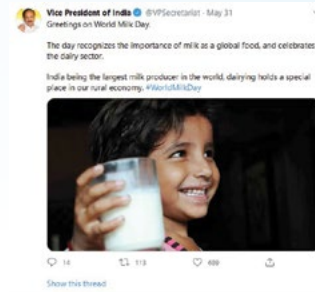 Vice President of India @VPSecretariat · May 31
Greetings on World Milk Day.
The day recognizes the importance of milk as a global food, and celebrates
the dairy sector.
India being the largest milk producer in the world, dairying holds a special
place in our rural economy. #WorldMilkDay
14 113 689
Show this thread